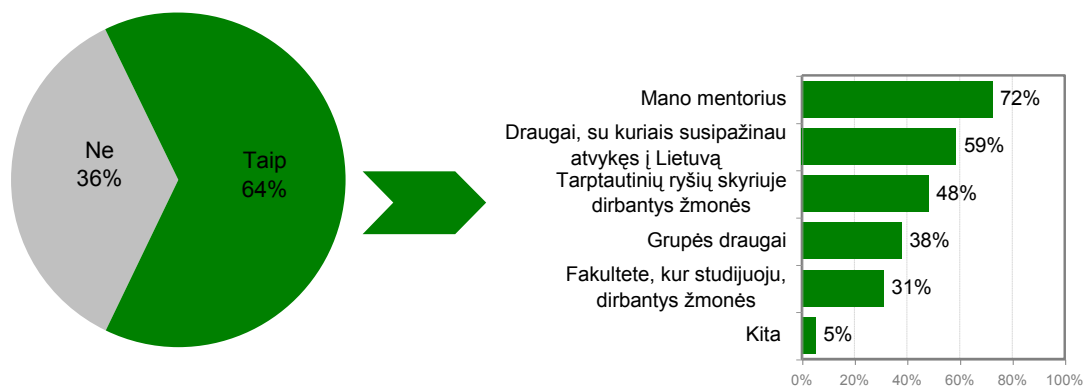 Ne
36%
Taip
64%
Mano mentorius
72%
Draugai, su kuriais susipažinau
atvykęs į Lietuvą
59%
Tarptautinių ryšių skyriuje
dirbantys žmonės
48%
Grupės draugai
38%
Fakultete, kur studijuoju,
dirbantys žmonės
31%
Kita
5%
0% 20% 40% 60% 80% 100%